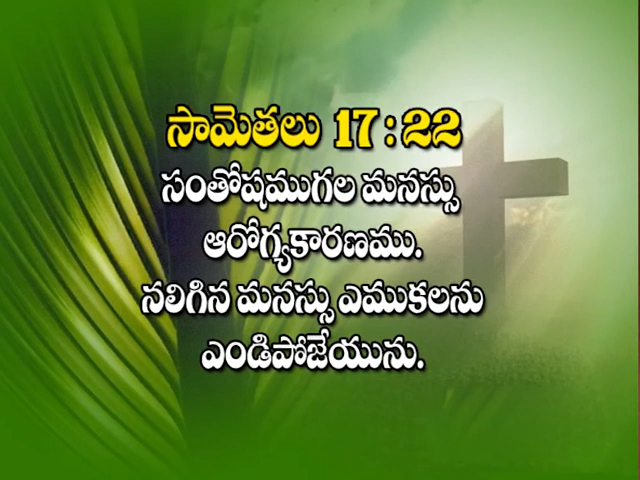 సామెతలు 17 : 22
సంతోషముగల మనస్సు
ఆరోగ్యకారణము.
నలిగిన మనస్సు ఎముకలను
ఎండిపోజేయును.